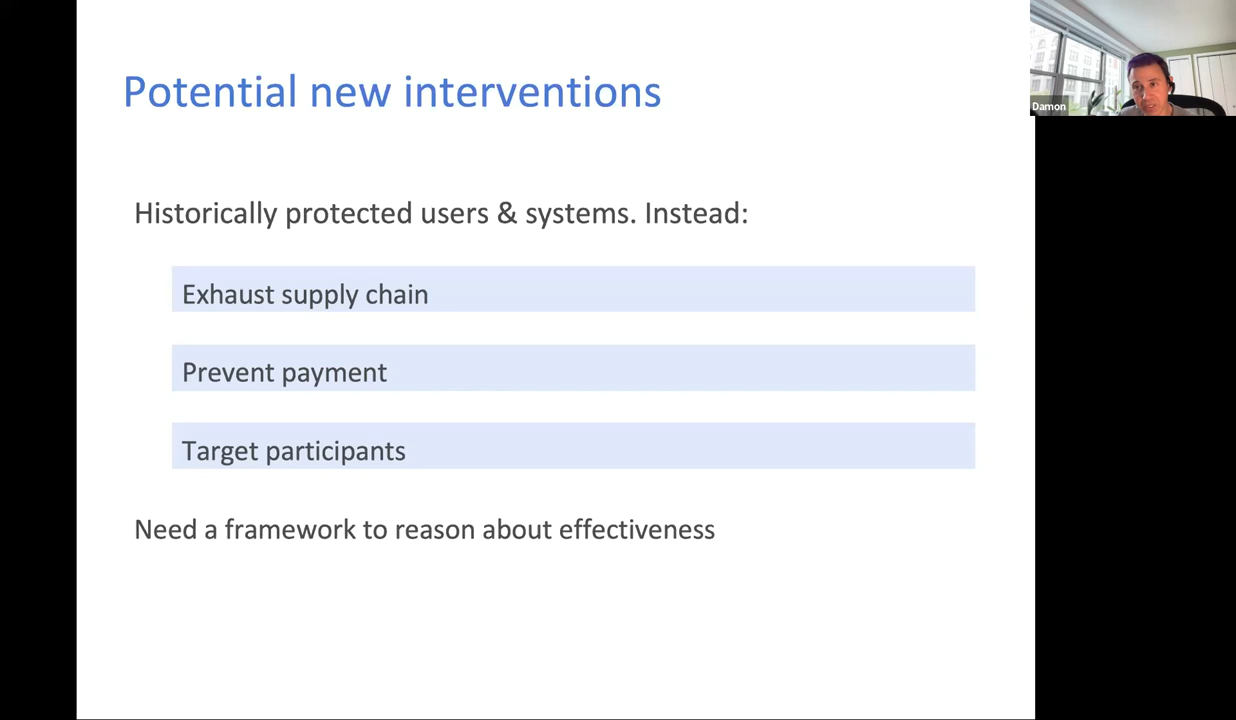 Potential new interventions
Damon
Historically protected users & systems. Instead:
Exhaust supply chain
Prevent payment
Target participants
Need a framework to reason about effectiveness